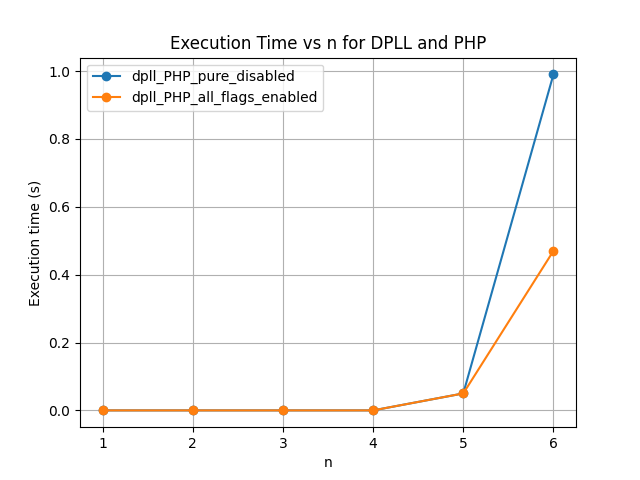 Execution Time vs n for DPLL and PHP
dpll_PHP_pure_disabled
dpll_PHP_all_flags_enabled
Execution time (s)
1.0
0.8
0.6
0.4
0.2
0.0
1 2 3 4 5 6
n